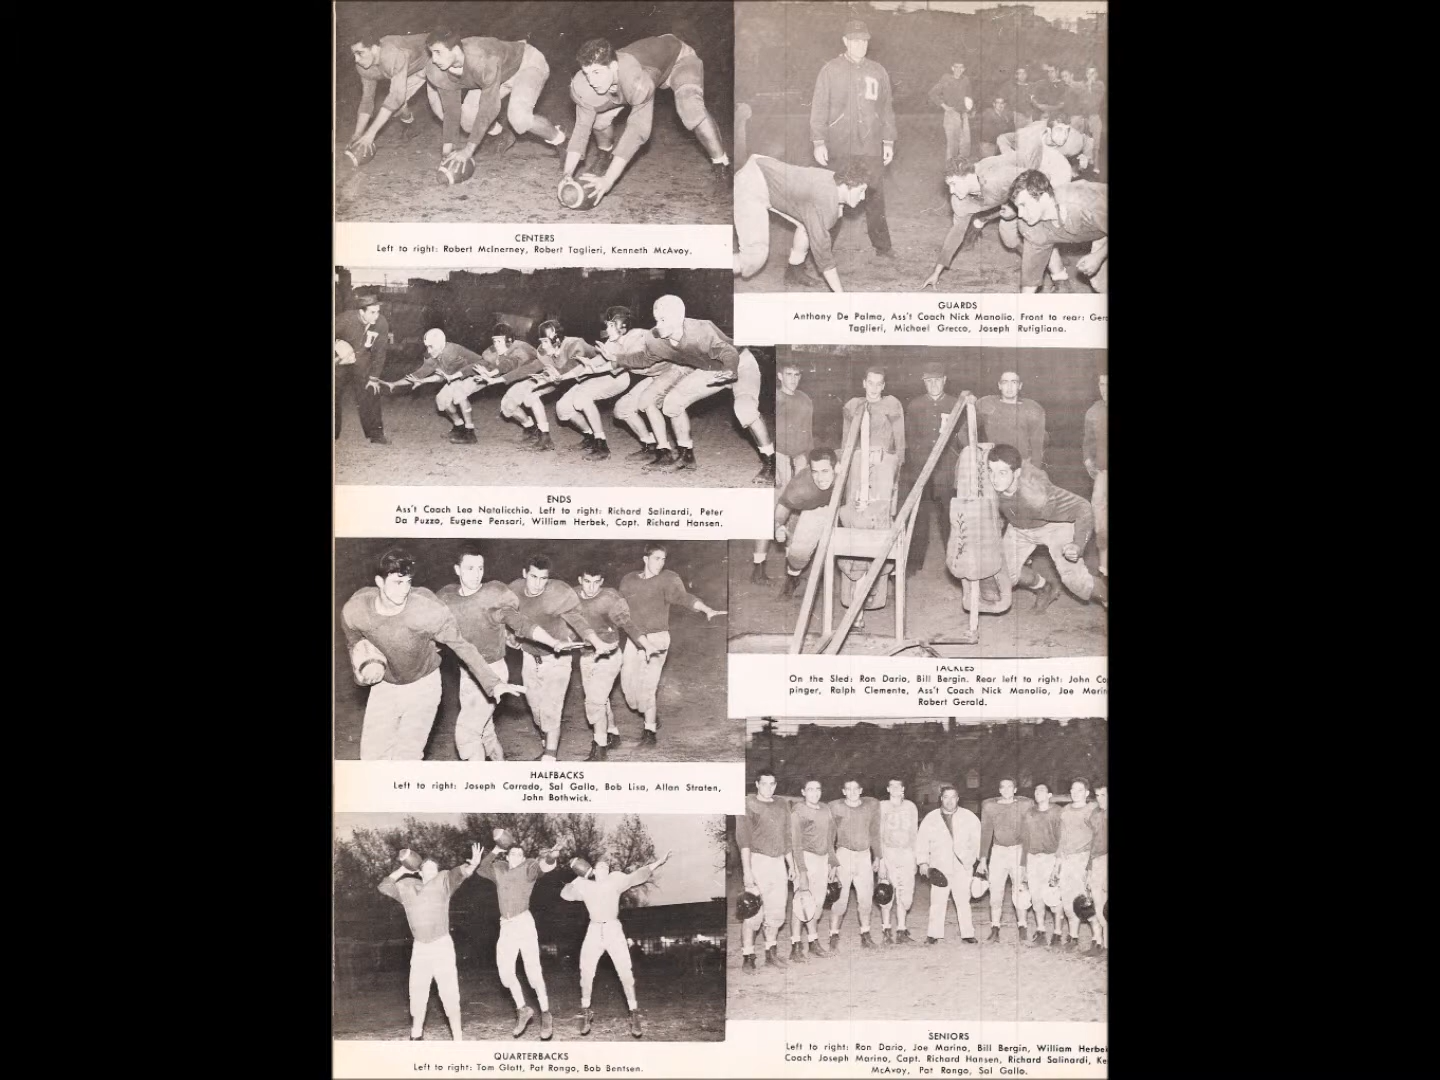 CENTERS
Left to right: Robert McInerney, Robert Taglieri, Kenneth McAvoy.
GUARDS
Anthony De Palma, Ass't Coach Nick Manolio. Front to rear:
Taglieri, Michael Grecco, Joseph Rutigliano.
ENDS
Ass't Coach Leo Natalicchio. Left to right: Richard Salinardi, Peter
Da Puzzo, Eugene Pensari, William Herbek, Capt. Richard Hansen.
TACKLES
On the Sled: Ron Dario, Bill Bergin. Rear left to right: John Co
pinger, Ralph Clemente, Ass't Coach Nick Manolio, Joe Marin
Robert Gerald.
HALFBACKS
Left to right: Joseph Corrado, Sal Gallo, Bob Lisa, Allan Straten,
John Bothwick.
SENIORS
Left to right: Ron Dario, Joe Marino, Bill Bergin, William Herbek
Coach Joseph Marino, Capt. Richard Hansen, Richard Salinardi, Ke
McAvoy, Pat Rongo, Sal Gallo.
QUARTERBACKS
Left to right: Tom Glatt, Pat Rongo, Bob Bentsen.